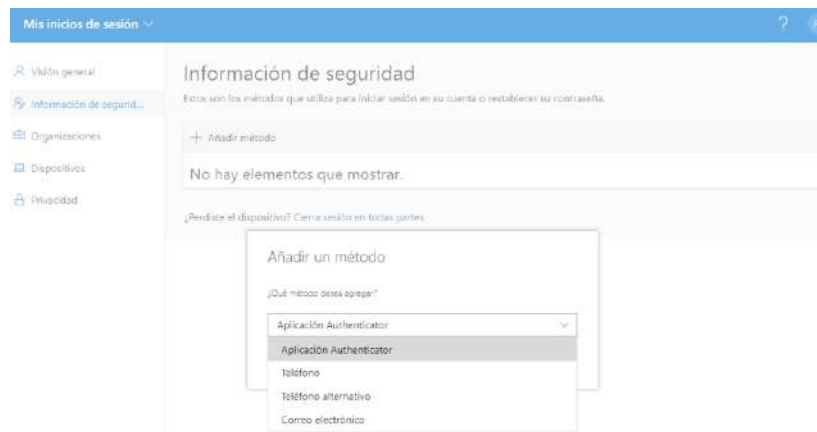 Mis inicios de sesión
?
Visión general
Información de segurid...
Organizaciones
Dispositivos
Privacidad
Información de seguridad
Estos son los métodos que utiliza para iniciar sesión en su cuenta o restablecer su contraseña.
+ Añadir método
No hay elementos que mostrar.
¿Perdiste el dispositivo? Cierra sesión en todas partes
Añadir un método
¿Qué método desea agregar?
Aplicación Authenticator
Aplicación Authenticator
Teléfono
Teléfono alternativo
Correo electrónico